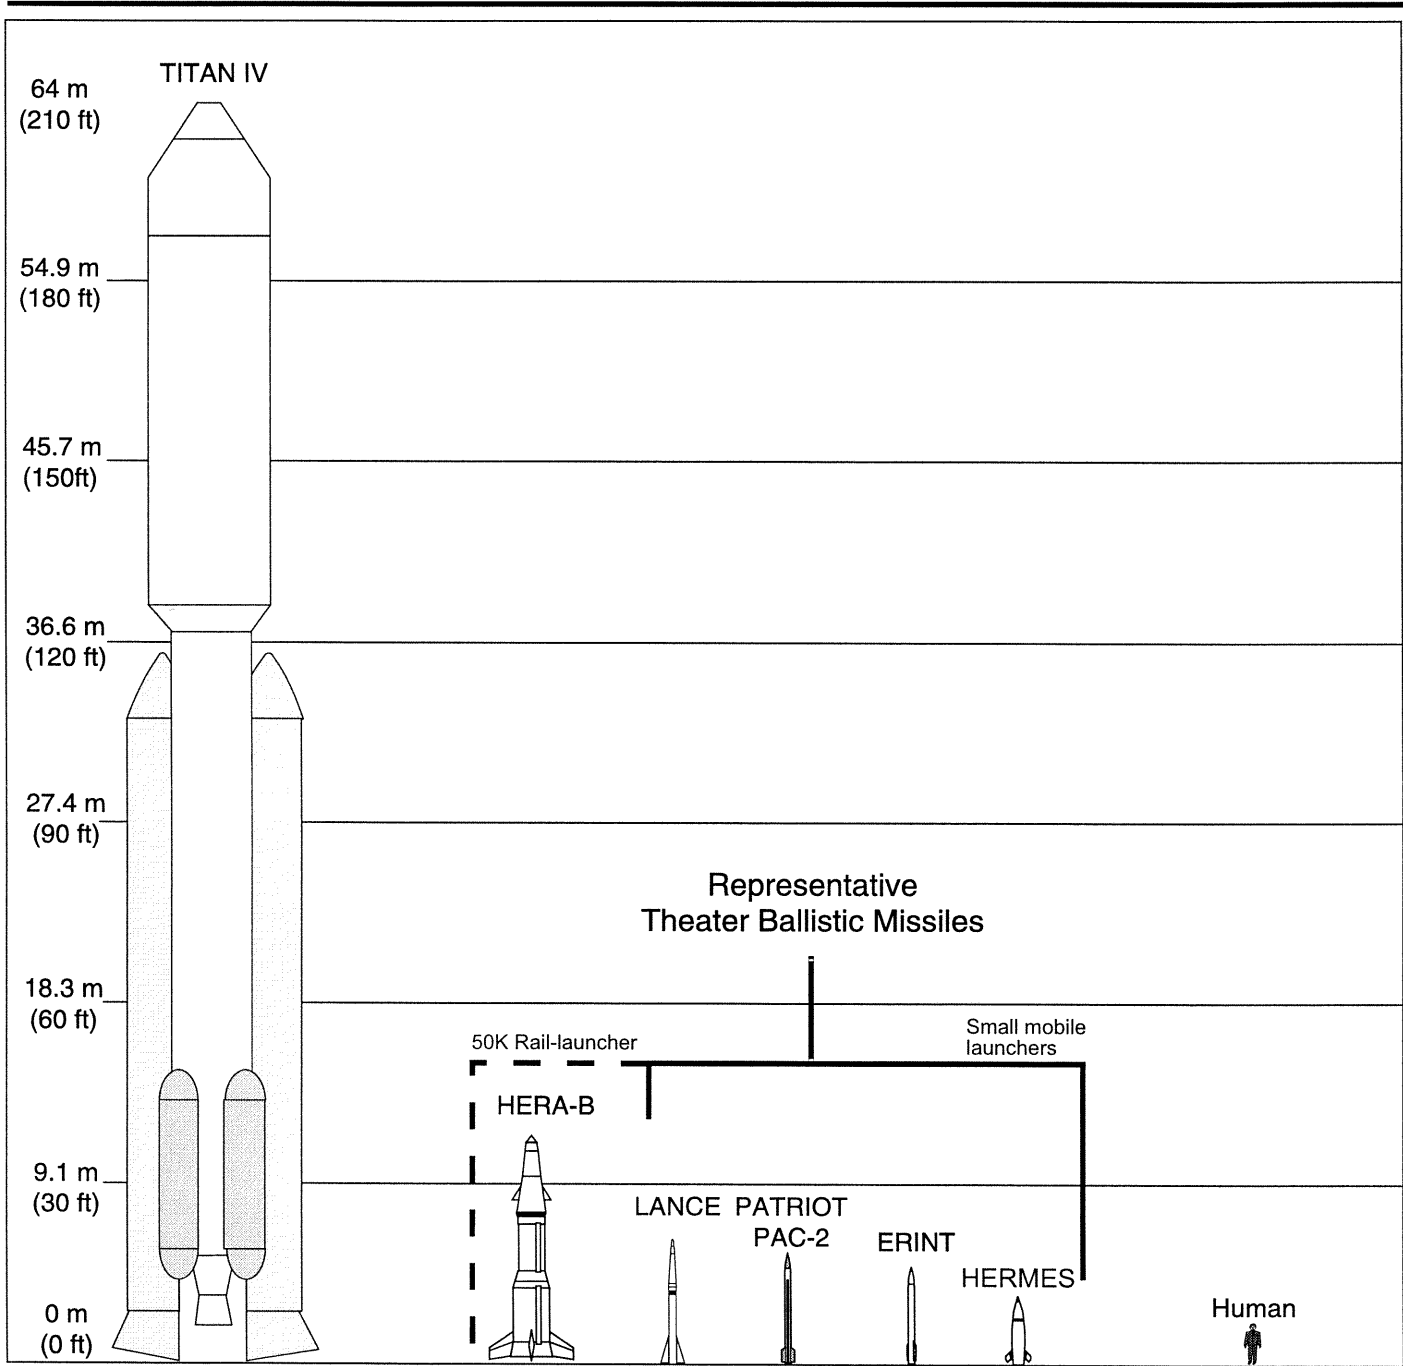 TITAN IV
64 m
(210 ft)
54.9 m
(180 ft)
45.7 m
(150ft)
36.6 m
(120 ft)
27.4 m
(90 ft)
Representative
Theater Ballistic Missiles
18.3 m
(60 ft)
50K Rail-launcher
Small mobile
launchers
HERA-B
9.1 m
(30 ft)
LANCE
PATRIOT
PAC-2
ERINT
HERMES
Human
0 m
(0 ft)